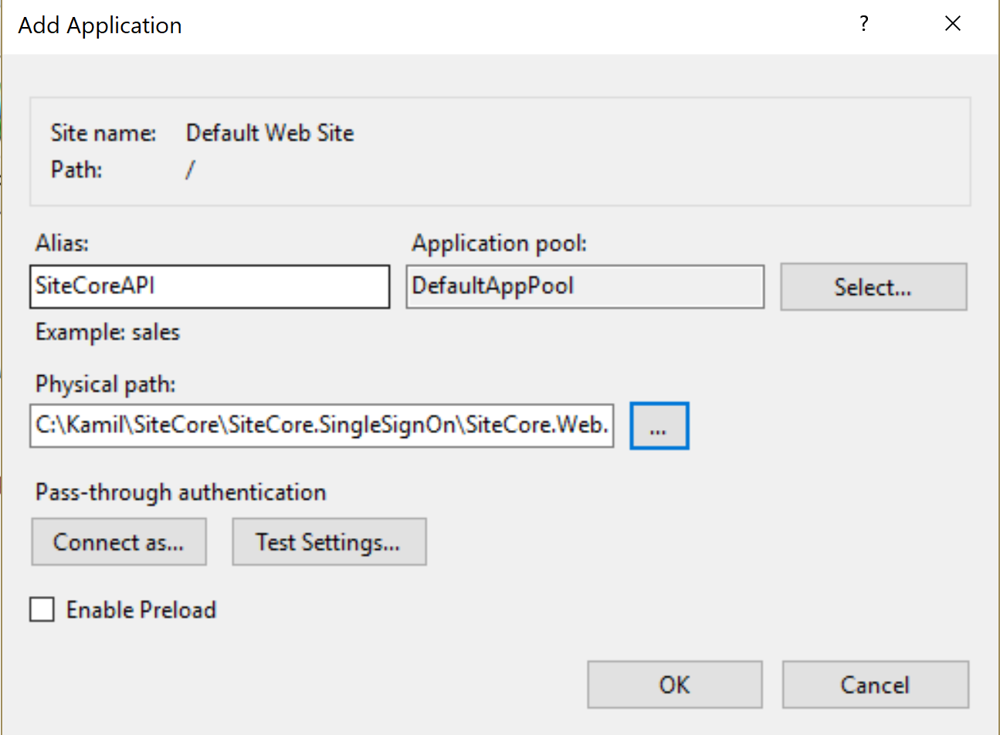 Add Application
?
Site name: Default Web Site
Path: /
Alias:
Application pool:
SiteCoreAPI
DefaultAppPool
Select...
Example: sales
Physical path:
C:\Kamil\SiteCore\SiteCore.SingleSignOn\SiteCore.Web.
...
Pass-through authentication
Connect as...
Test Settings...
Enable Preload
OK
Cancel